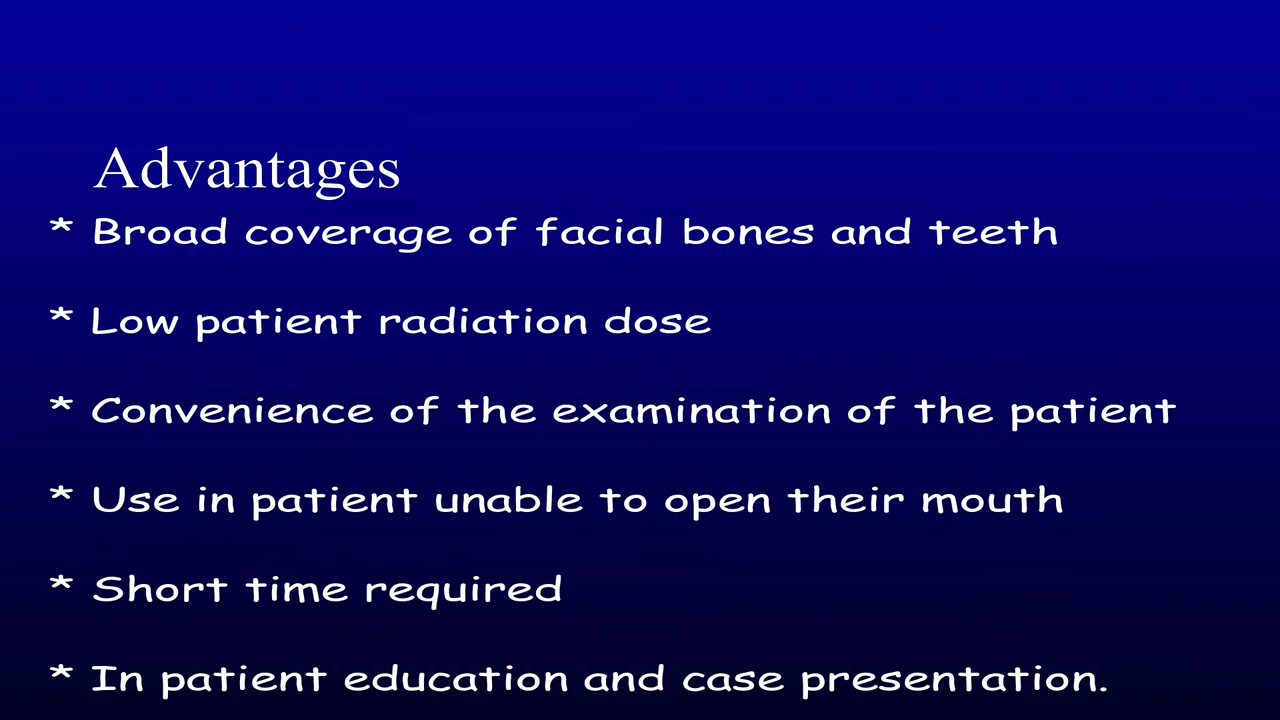 Advantages
* Broad coverage of facial bones and teeth
* Low patient radiation dose
* Convenience of the examination of the patient
* Use in patient unable to open their mouth
* Short time required
* In patient education and case presentation.